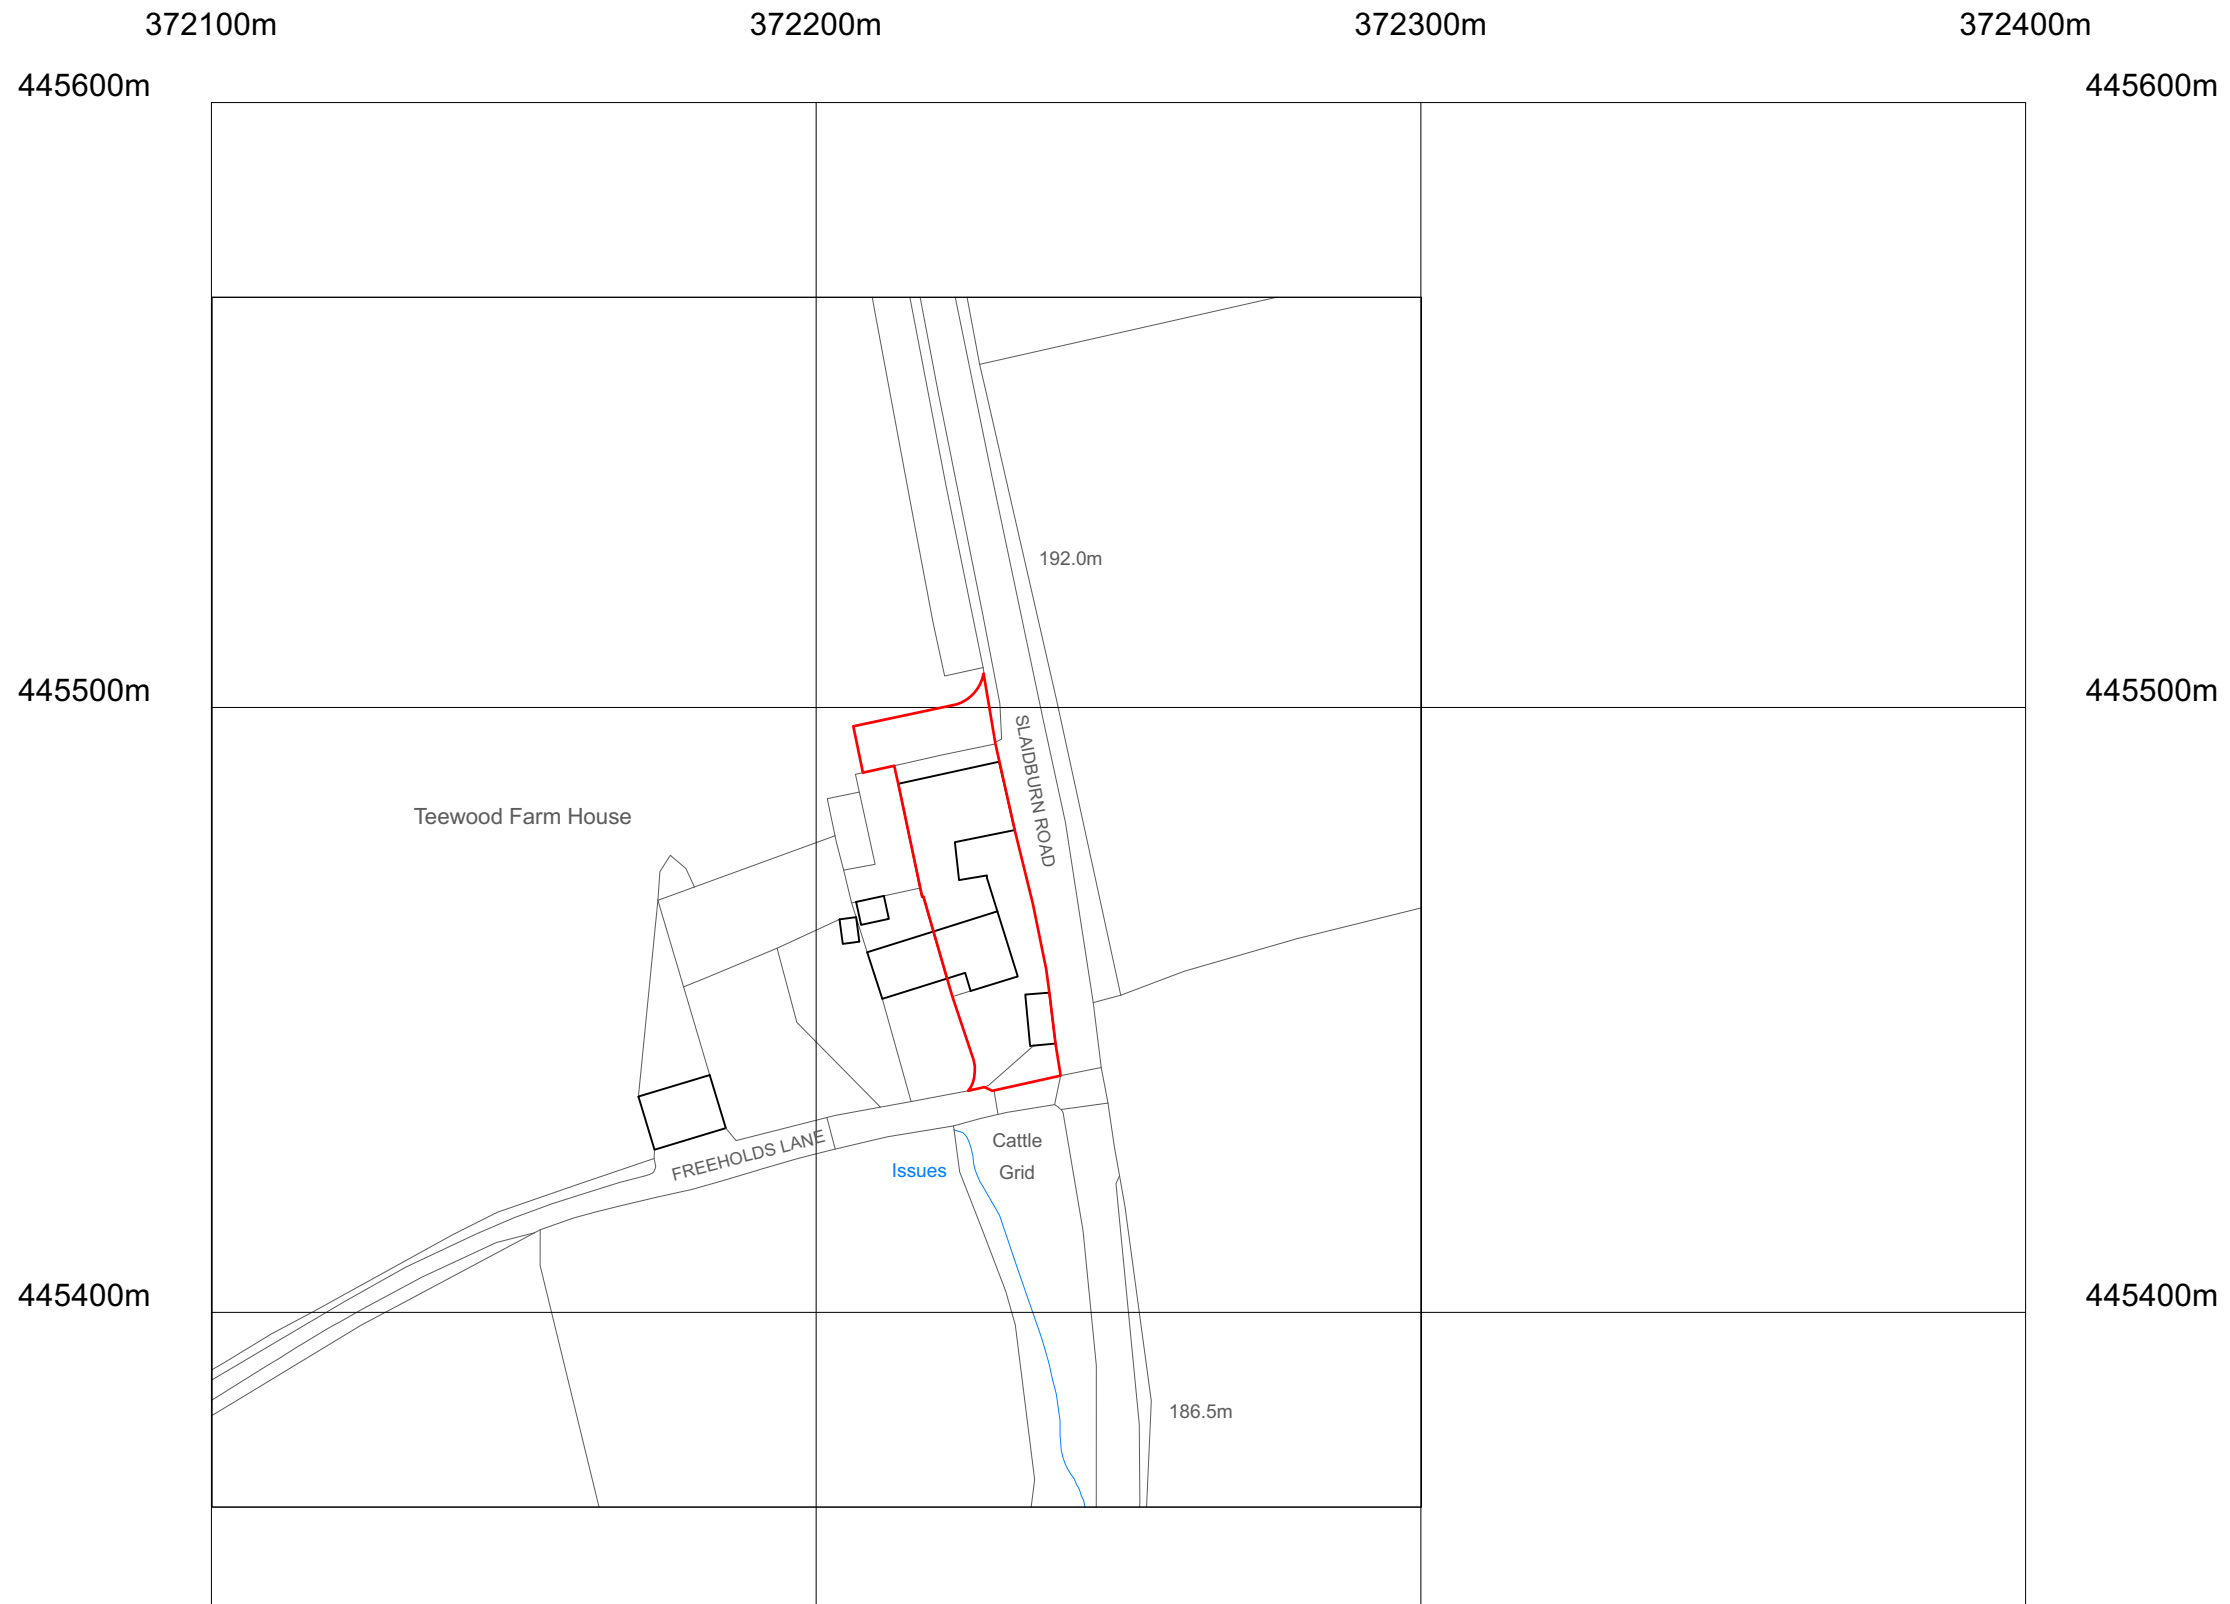 372100m
372200m
372300m
372400m
445600m
445600m
192.0m
445500m
445500m
SLAIDBURN ROAD
Teewood Farm House
FREEHOLDS LANE
Cattle
Grid
Issues
445400m
445400m
186.5m